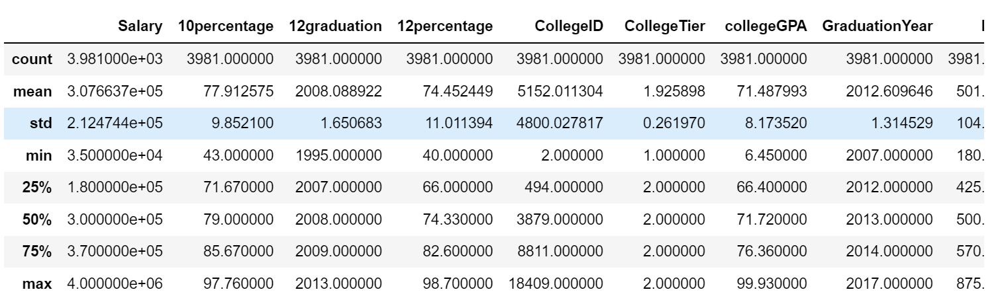 Salary 10percentage 12graduation 12percentage CollegeID CollegeTier collegeGPA GraduationYear
count 3.981000e+03 3981.000000 3981.000000 3981.000000 3981.000000 3981.000000 3981.000000 3981.000000 3981.
mean 3.076637e+05 77.912575 2008.088922 74.452449 5152.011304 1.925898 71.487993 2012.609646 501.
std 2.124744e+05 9.852100 1.650683 11.011394 4800.027817 0.261970 8.173520 1.314529 104.
min 3.500000e+04 43.000000 1995.000000 40.000000 2.000000 1.000000 6.450000 2007.000000 180.
25% 1.800000e+05 71.670000 2007.000000 66.000000 494.000000 2.000000 66.400000 2012.000000 425.
50% 3.000000e+05 79.000000 2008.000000 74.330000 3879.000000 2.000000 71.720000 2013.000000 500.
75% 3.700000e+05 85.670000 2009.000000 82.600000 8811.000000 2.000000 76.360000 2014.000000 570.
max 4.000000e+06 97.760000 2013.000000 98.700000 18409.000000 2.000000 99.930000 2017.000000 875.